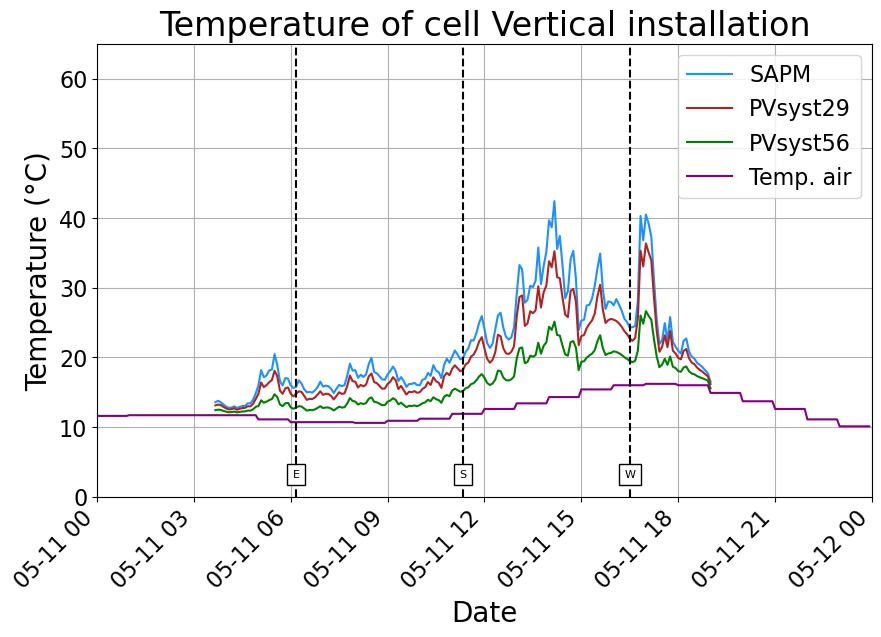 Temperature of cell Vertical installation
Temperature (°C)
60
50
40
30
20
10
0
SAPM
PVsyst29
PVsyst56
Temp. air
E
S
W
05-11 00
05-11 03
05-11 06
05-11 09
05-11 12
05-11 15
05-11 18
05-11 21
05-12 00
Date